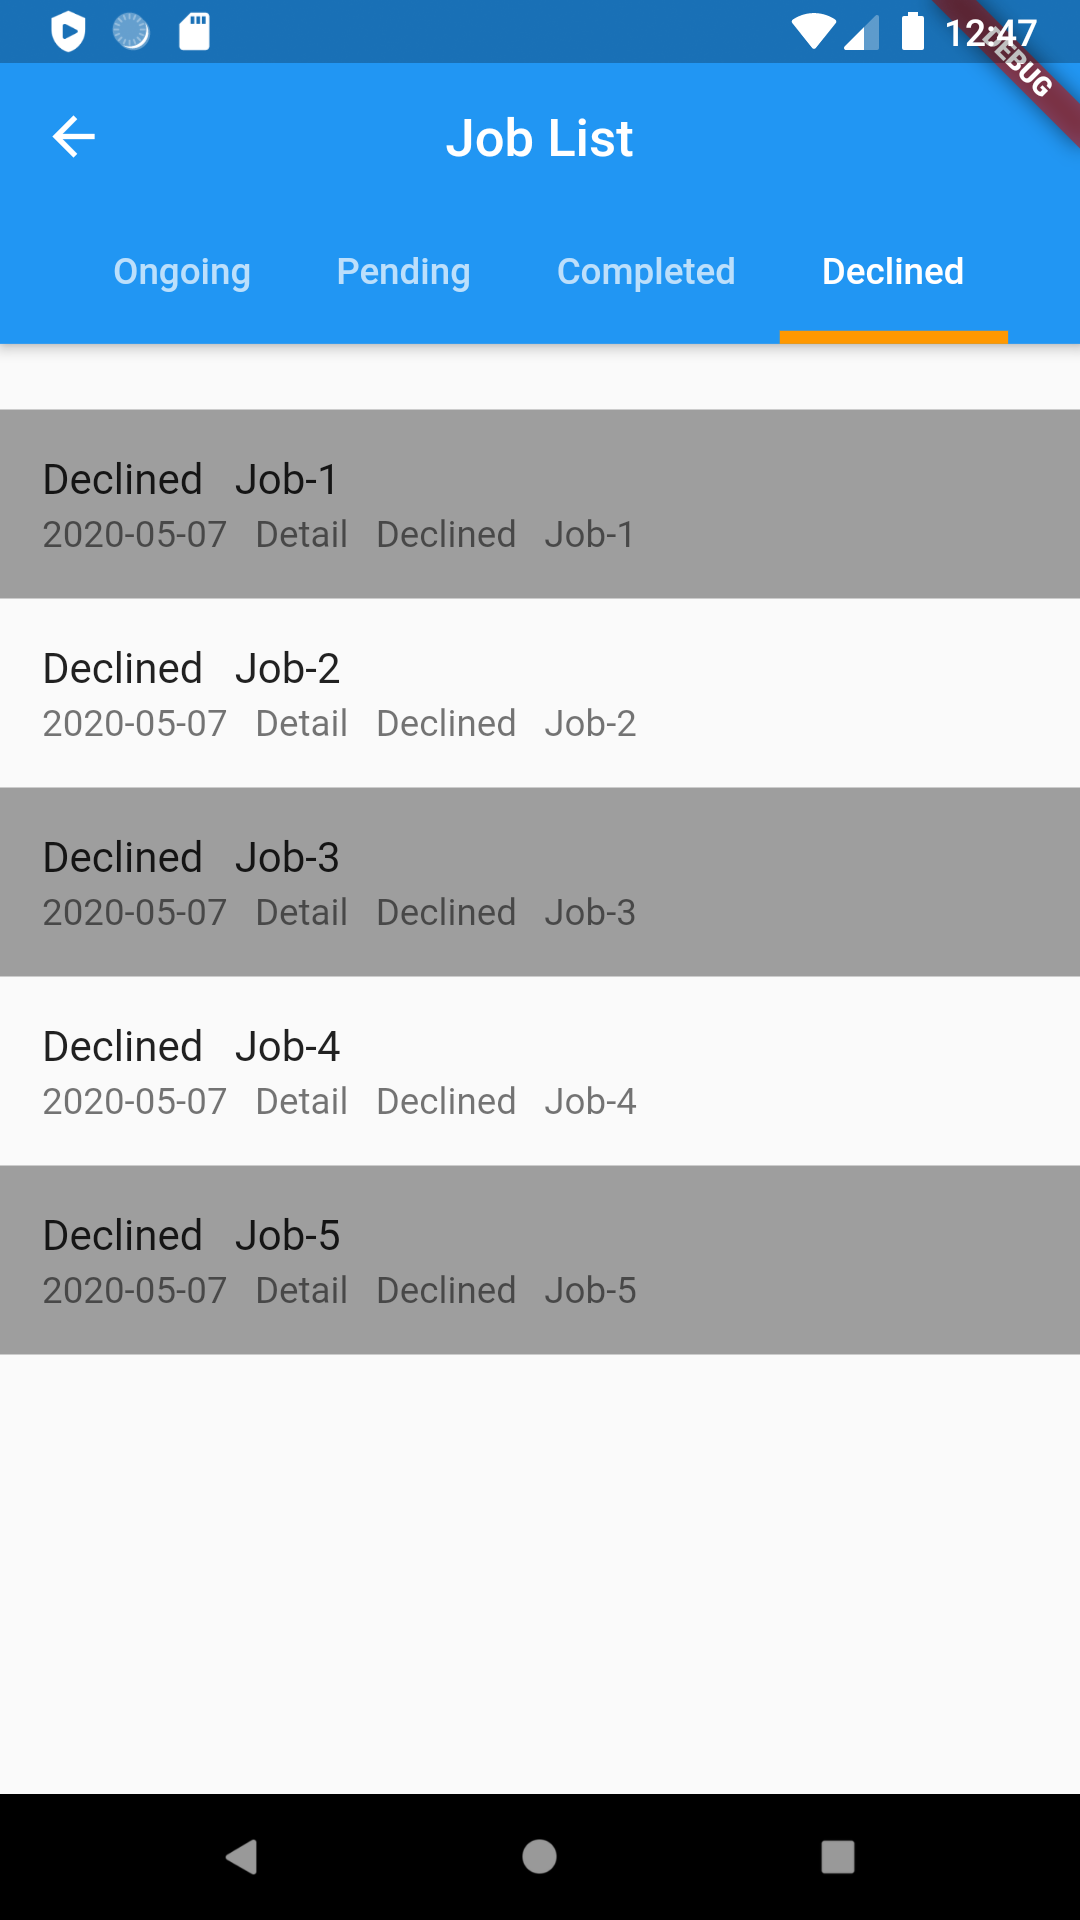 12:47
DEBUG
Job List
Ongoing Pending Completed Declined
Declined Job-1
2020-05-07 Detail Declined Job-1
Declined Job-2
2020-05-07 Detail Declined Job-2
Declined Job-3
2020-05-07 Detail Declined Job-3
Declined Job-4
2020-05-07 Detail Declined Job-4
Declined Job-5
2020-05-07 Detail Declined Job-5